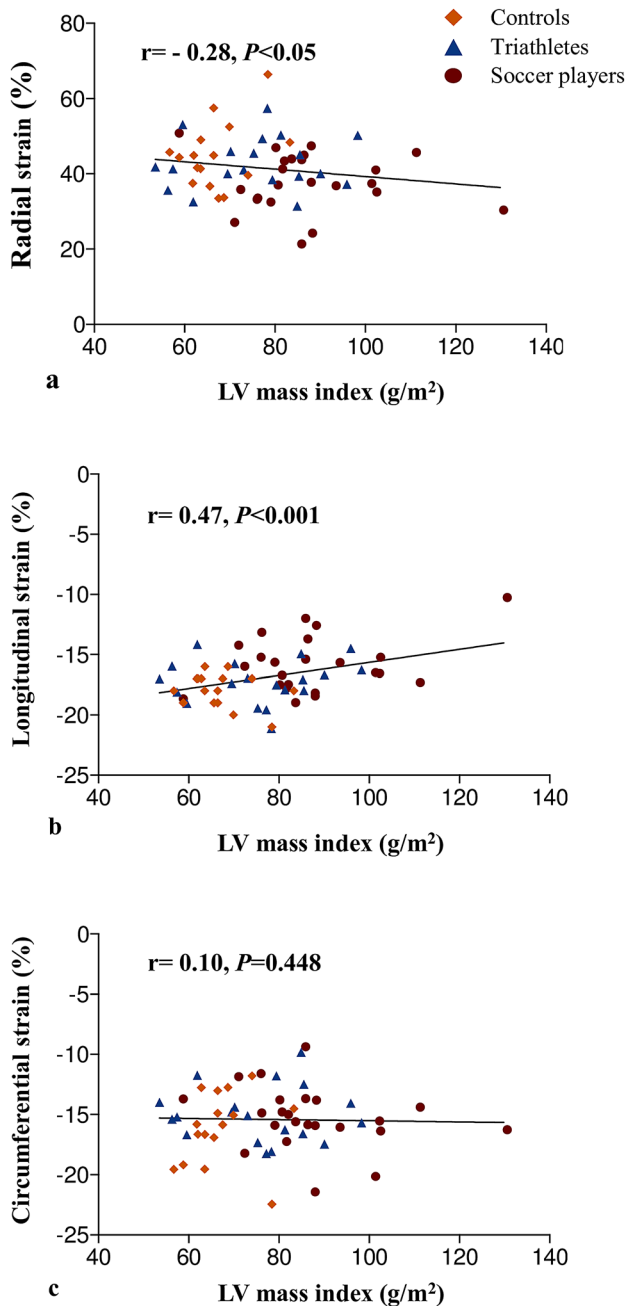 Controls
Triathletes
Soccer players
r= - 0.28, P<0.05
Radial strain (%)
80
60
40
20
0
40 60 80 100 120 140
LV mass index (g/m²)
a
r= 0.47, P<0.001
Longitudinal strain (%)
0
-5
-10
-15
-20
-25
40 60 80 100 120 140
LV mass index (g/m²)
b
r= 0.10, P=0.448
Circumferential strain (%)
0
-5
-10
-15
-20
-25
40 60 80 100 120 140
LV mass index (g/m²)
c